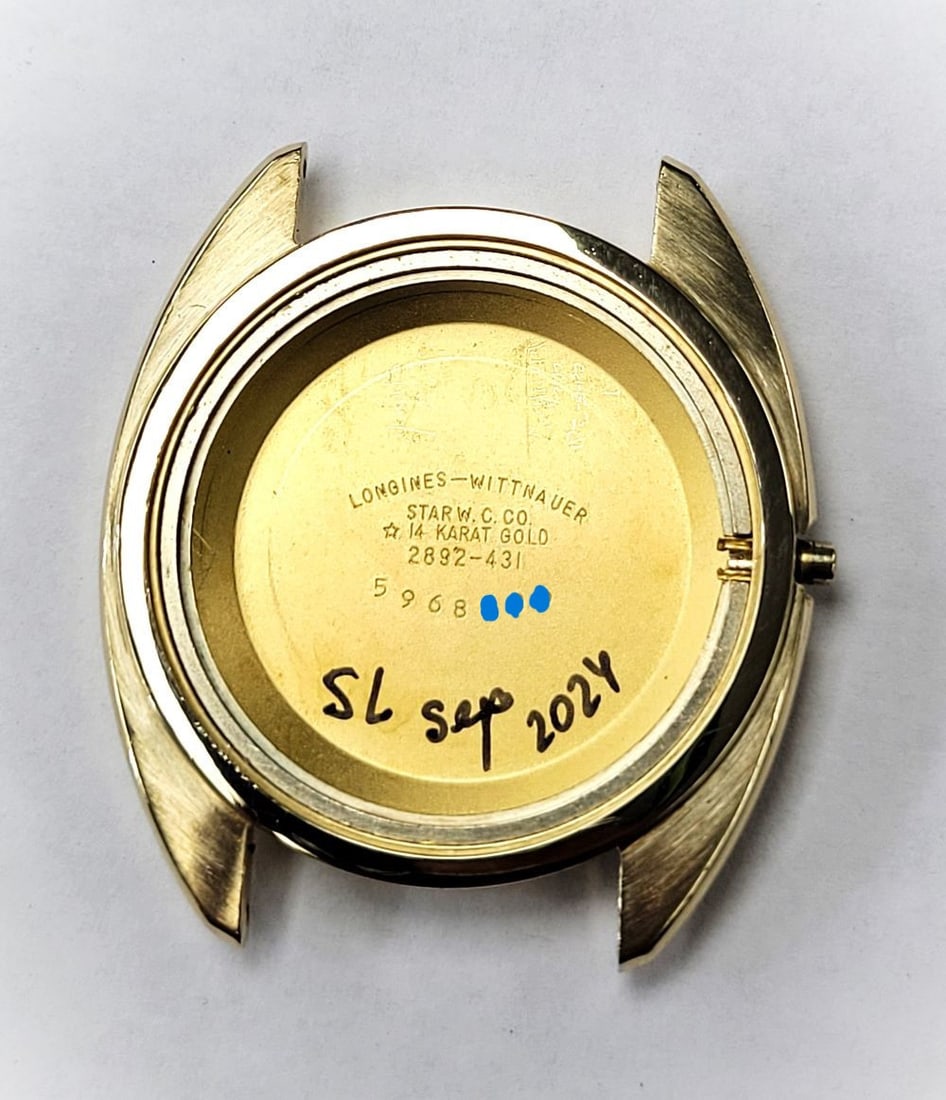 LONGINES-WITTNAUER
STAR W. C. CO.
☆ 14 KARAT GOLD
2892-431
5968
SL Sep 2024